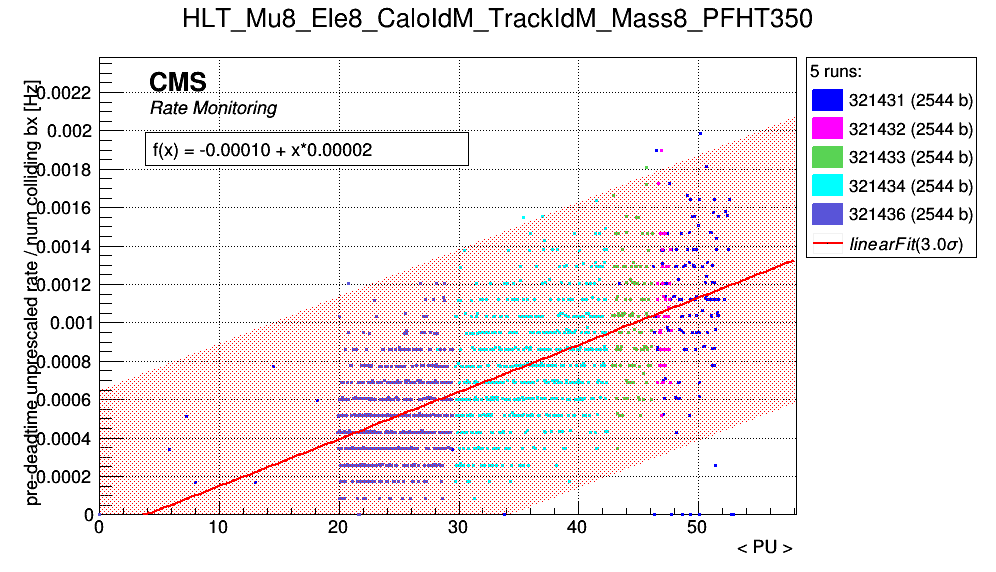 HLT_Mu8_Ele8_CaloIdM_TrackIdM_Mass8_PFHT350
pre-deadtime unprescaled rate / num colliding bx [Hz]
0.0022
0.002
0.0018
0.0016
0.0014
0.0012
0.001
0.0008
0.0006
0.0004
0.0002
0
CMS
Rate Monitoring
f(x) = -0.00010 + x*0.00002
0 10 20 30 40 50
< PU >
5 runs:
321431 (2544 b)
321432 (2544 b)
321433 (2544 b)
321434 (2544 b)
321436 (2544 b)
linearFit(3.0σ)